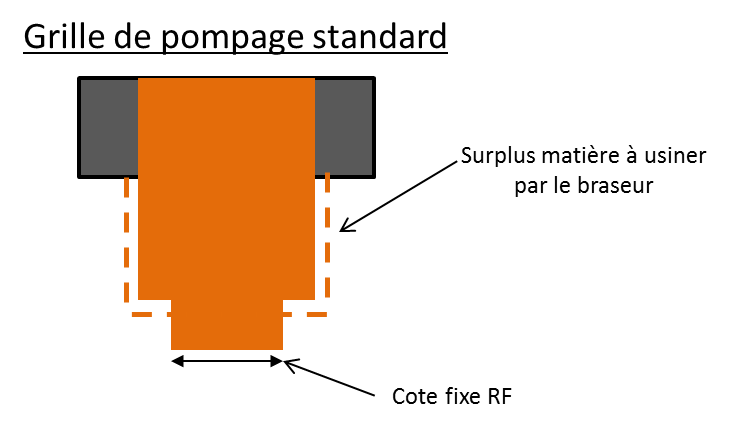 Grille de pompage standard
Surplus matière à usiner
par le braseur
Cote fixe RF